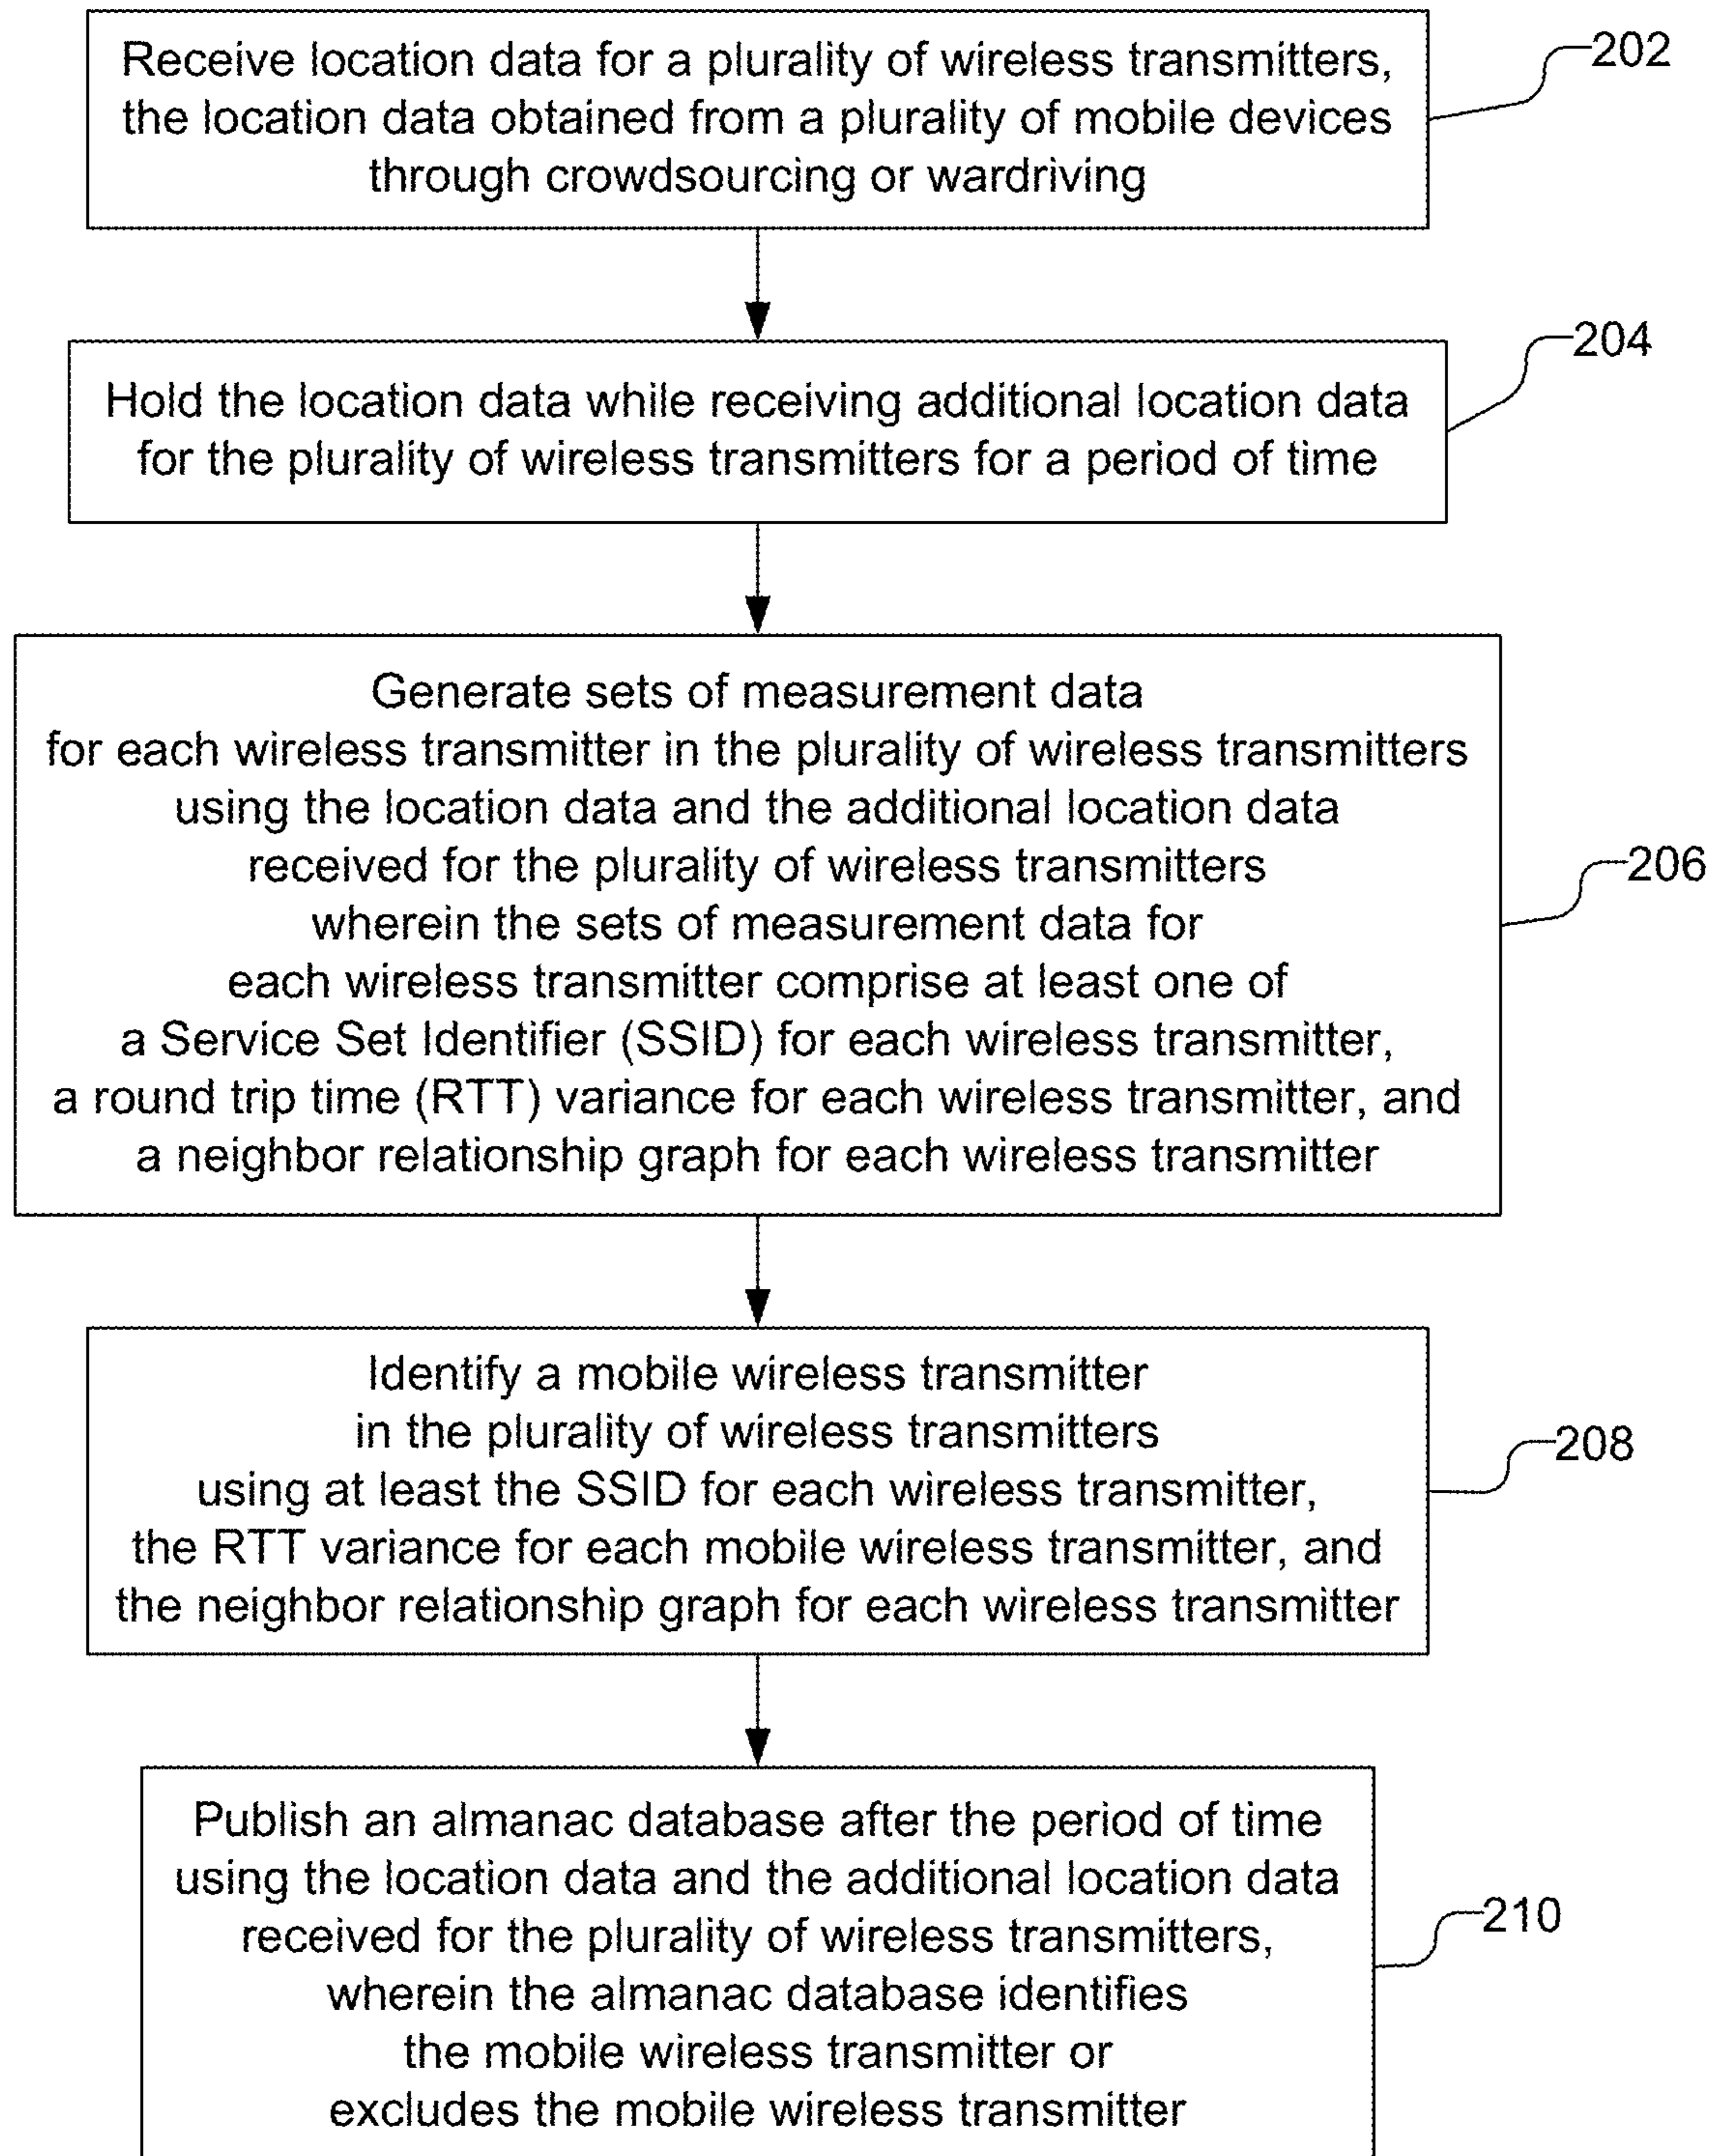 Receive location data for a plurality of wireless transmitters,
the location data obtained from a plurality of mobile devices
through crowdsourcing or wardriving
202
Hold the location data while receiving additional location data
for the plurality of wireless transmitters for a period of time
204
Generate sets of measurement data
for each wireless transmitter in the plurality of wireless transmitters
using the location data and the additional location data
received for the plurality of wireless transmitters
wherein the sets of measurement data for
each wireless transmitter comprise at least one of
a Service Set Identifier (SSID) for each wireless transmitter,
a round trip time (RTT) variance for each wireless transmitter, and
a neighbor relationship graph for each wireless transmitter
206
Identify a mobile wireless transmitter
in the plurality of wireless transmitters
using at least the SSID for each wireless transmitter,
the RTT variance for each mobile wireless transmitter, and
the neighbor relationship graph for each wireless transmitter
208
Publish an almanac database after the period of time
using the location data and the additional location data
received for the plurality of wireless transmitters,
wherein the almanac database identifies
the mobile wireless transmitter or
excludes the mobile wireless transmitter
210